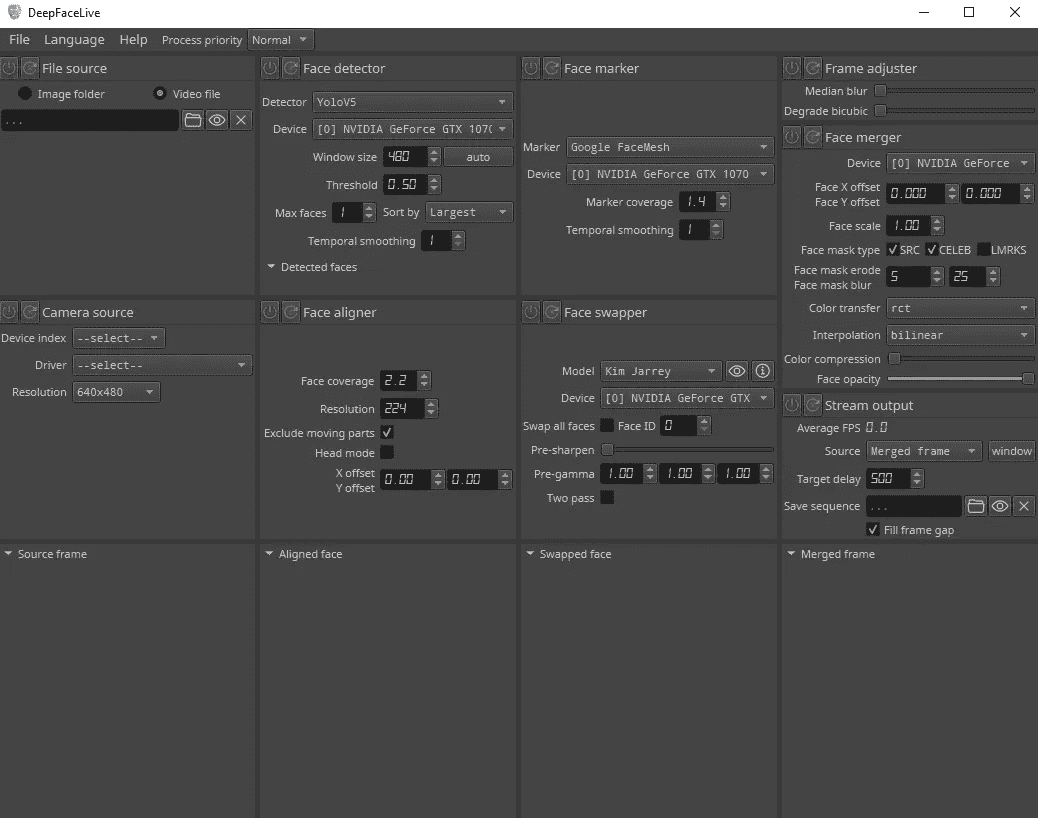 DeepFaceLive
File Language Help Process priority Normal
File source
Image folder Video file
...
Camera source
Device index --select--
Driver --select--
Resolution 640x480
Face detector
Detector YoloV5
Device [0] NVIDIA GeForce GTX 107
Window size 480 auto
Threshold 0.50
Max faces 1 Sort by Largest
Temporal smoothing 1
Detected faces
Face aligner
Face coverage 2.2
Resolution 224
Exclude moving parts
Head mode
X offset
Y offset
0.00 0.00
Face marker
Marker Google FaceMesh
Device [0] NVIDIA GeForce GTX 1070
Marker coverage 1.4
Temporal smoothing 1
Face swapper
Model Kim Jarrey
Device [0] NVIDIA GeForce GTX
Swap all faces Face ID 0
Pre-sharpen
Pre-gamma 1.00 1.00 1.00
Two pass
Frame adjuster
Median blur
Degrade bicubic
Face merger
Device [0] NVIDIA GeForce
Face X offset
Face Y offset
0.000 0.000
Face scale 1.00
Face mask type SRC CELEB LMRKS
Face mask erode
Face mask blur
5 25
Color transfer rct
Interpolation bilinear
Color compression
Face opacity
Stream output
Average FPS 0.0
Source Merged frame window
Target delay 500
Save sequence ...
Fill frame gap
Source frame
Aligned face
Swapped face
Merged frame